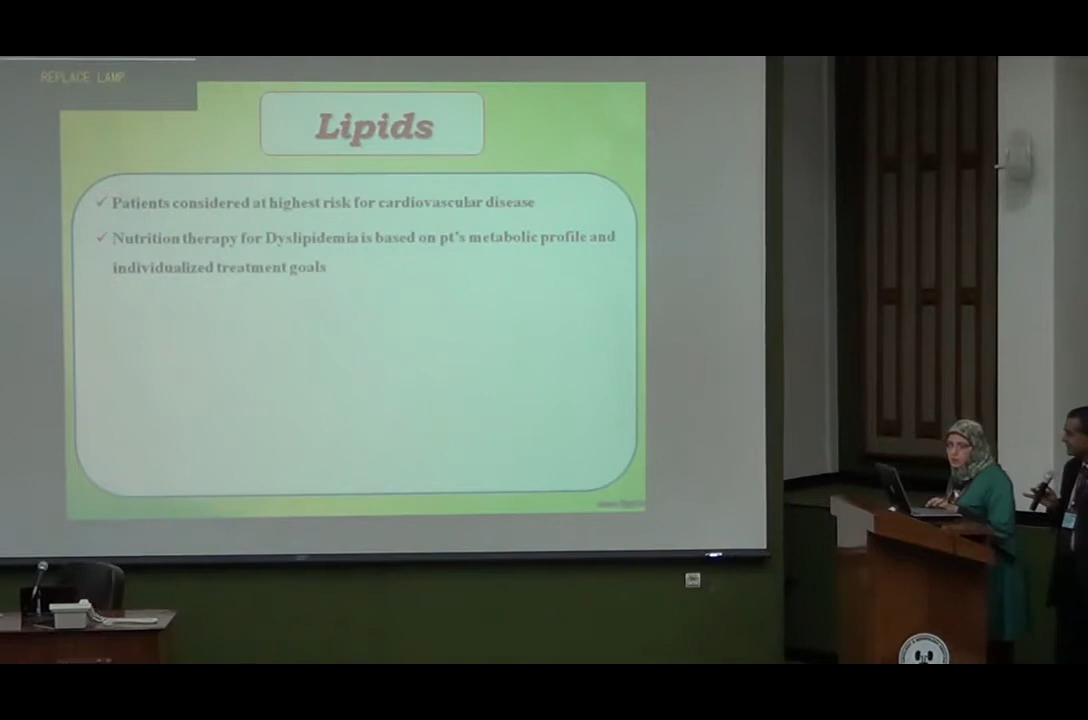 REPLACE LAMP
Lipids
✓ Patients considered at highest risk for cardiovascular disease
✓ Nutrition therapy for Dyslipidemia is based on pt's metabolic profile and
individualized treatment goals